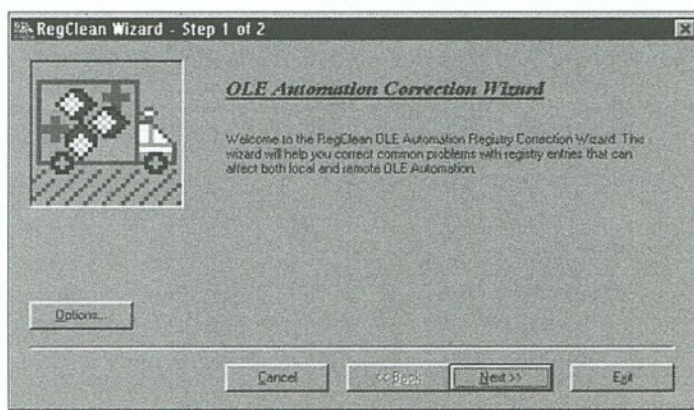 RegClean Wizard - Step 1 of 2
OLE Automation Correction Wizard
Welcome to the RegClean OLE Automation Registry Correction Wizard. This
wizard will help you correct common problems with registry entries that can
affect both local and remote OLE Automation.
Options...
Cancel
<< Back
Next >>
Exit